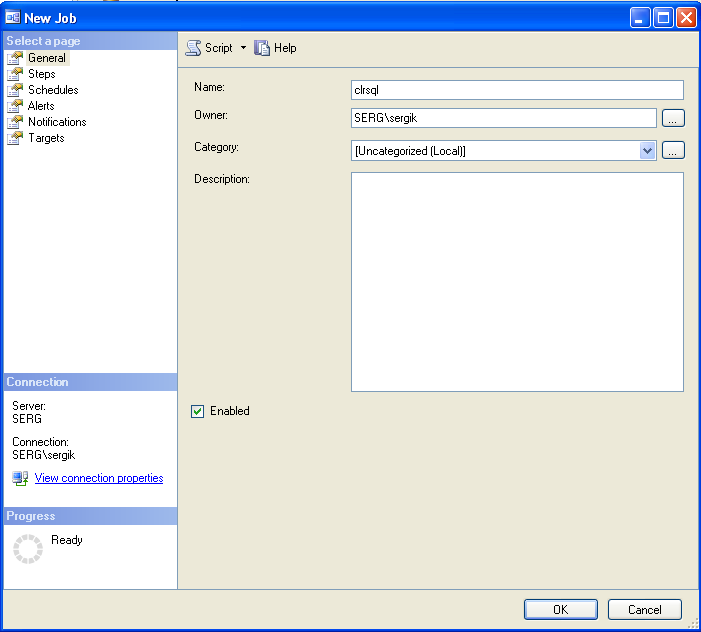 New Job
Select a page
General
Steps
Schedules
Alerts
Notifications
Targets
Script
Help
Name:
clrsql
Owner:
SERG\sergik
...
Category:
[Uncategorized (Local)]
...
Description:
Enabled
Connection
Server:
SERG
Connection:
SERG\sergik
View connection properties
Progress
Ready
OK
Cancel